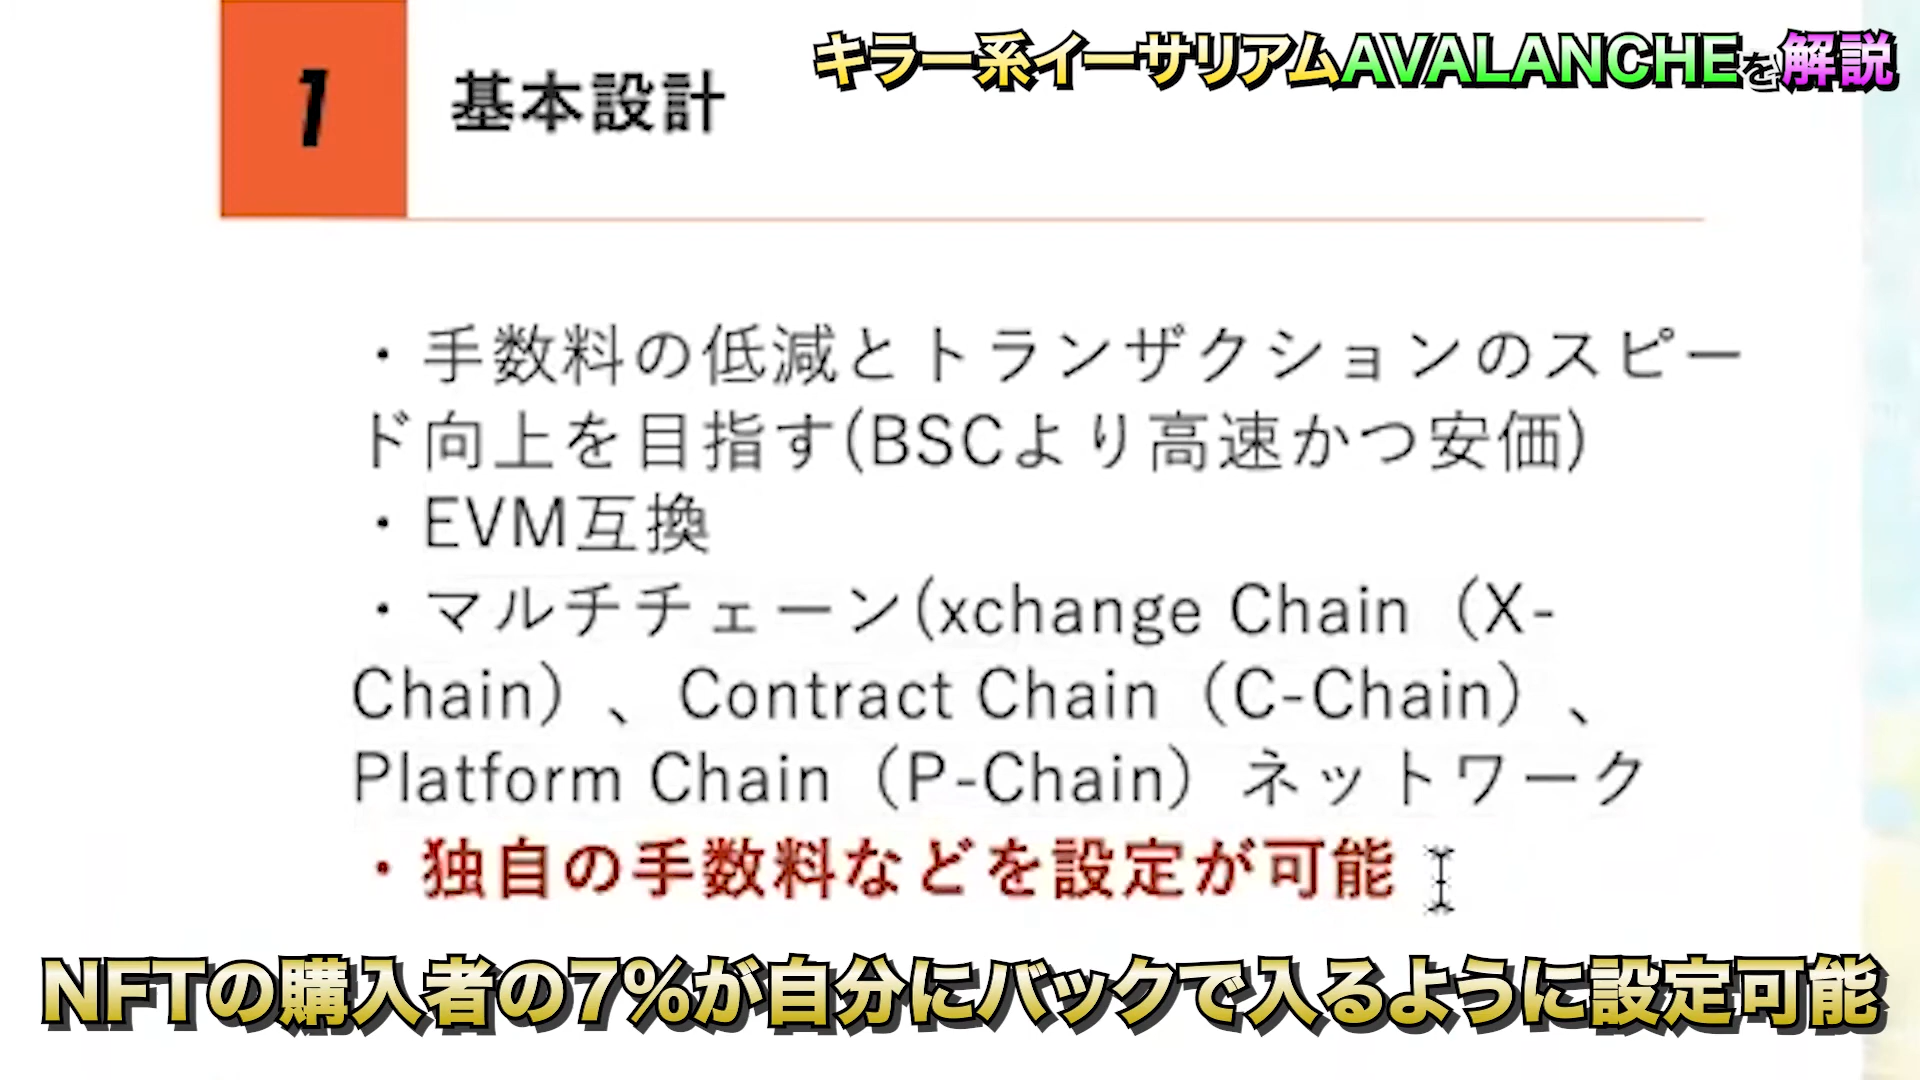 キラー系イーサリアムAVALANCHEを解説
1 基本設計
・手数料の低減とトランザクションのスピー
ド向上を目指す(BSCより高速かつ安価)
・EVM互換
・マルチチェーン(xchange Chain（X-
Chain）、Contract Chain（C-Chain）、
Platform Chain（P-Chain）ネットワーク
・独自の手数料などを設定が可能
NFTの購入者の7%が自分にバックで入るように設定可能